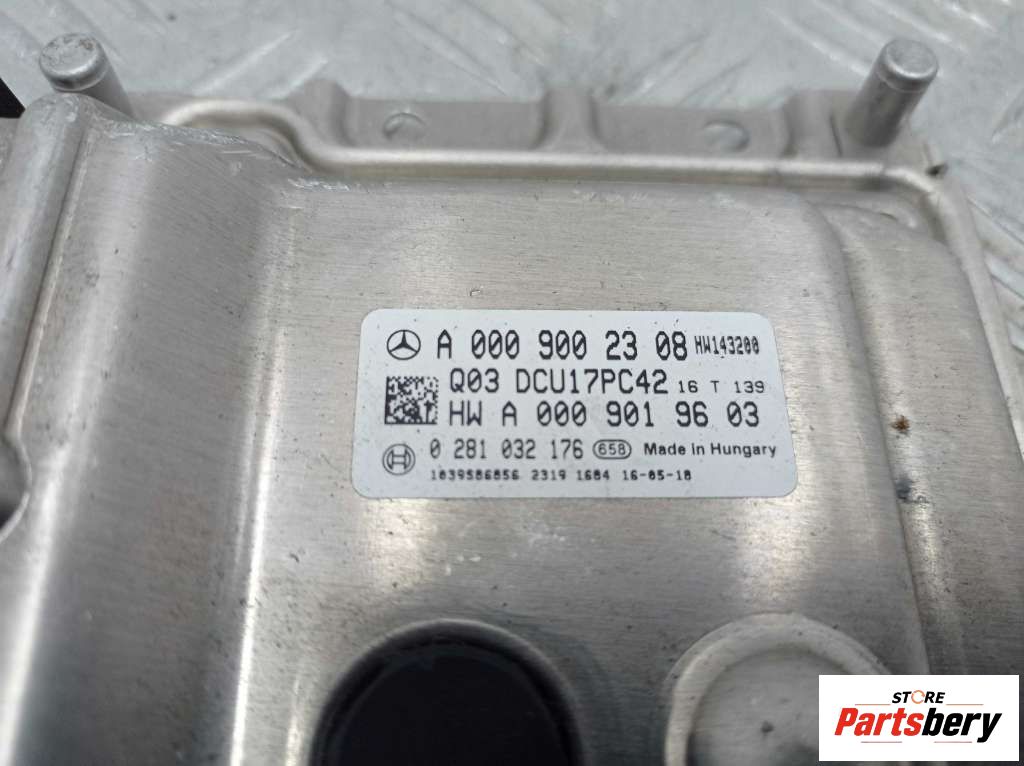 A 000 900 23 08 HW143200
Q03 DCU17PC42 16 T 139
HW A 000 901 96 03
0 281 032 176 658 Made in Hungary
1039S86856 2319 1684 16-05-18
STORE
Partsbery